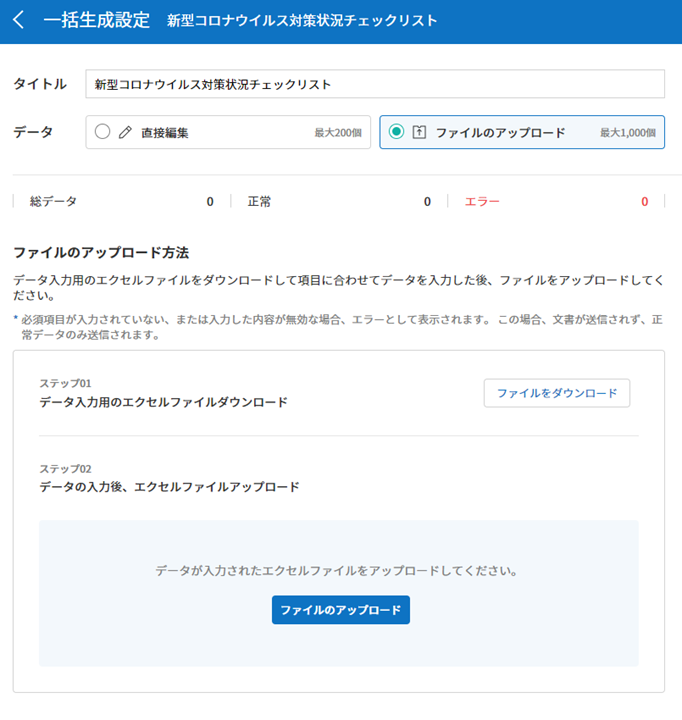 一括生成設定 新型コロナウイルス対策状況チェックリスト
タイトル 新型コロナウイルス対策状況チェックリスト
データ 直接編集 最大200個 ファイルのアップロード 最大1,000個
総データ 0 正常 0 エラー 0
ファイルのアップロード方法
データ入力用のエクセルファイルをダウンロードして項目に合わせてデータを入力した後、ファイルをアップロードしてく
ださい。
* 必須項目が入力されていない、または入力した内容が無効な場合、エラーとして表示されます。 この場合、文書が送信されず、正
常データのみ送信されます。
ステップ01
データ入力用のエクセルファイルダウンロード
ファイルをダウンロード
ステップ02
データの入力後、エクセルファイルアップロード
データが入力されたエクセルファイルをアップロードしてください。
ファイルのアップロード